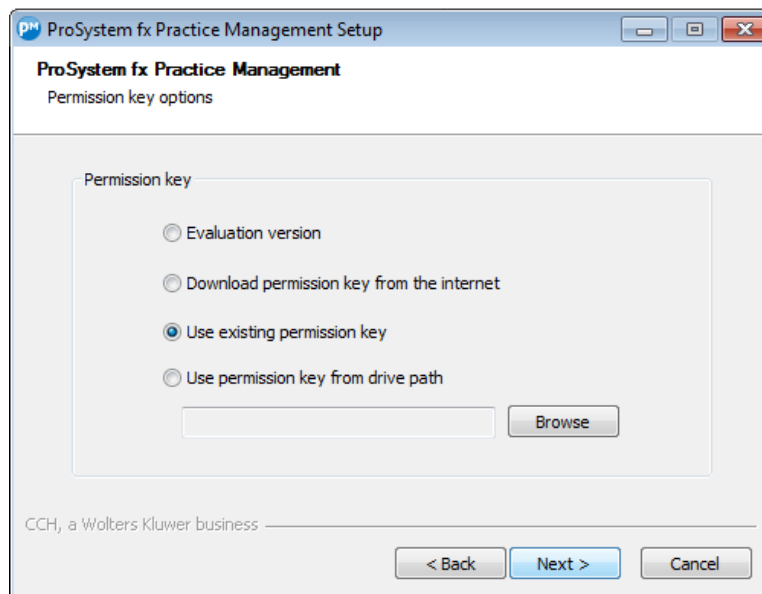 PM ProSystem fx Practice Management Setup
ProSystem fx Practice Management
Permission key options
Permission key
Evaluation version
Download permission key from the internet
Use existing permission key
Use permission key from drive path
Browse
CCH, a Wolters Kluwer business
< Back Next > Cancel